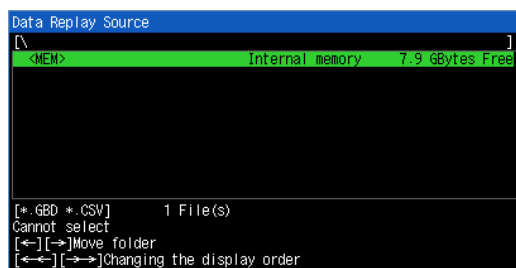 Data Replay Source
[\ ]
<MEM> Internal memory 7.9 GBytes Free
[*.GBD *.CSV] 1 File(s)
Cannot select
[←][→]Move folder
[←←][→→]Changing the display order